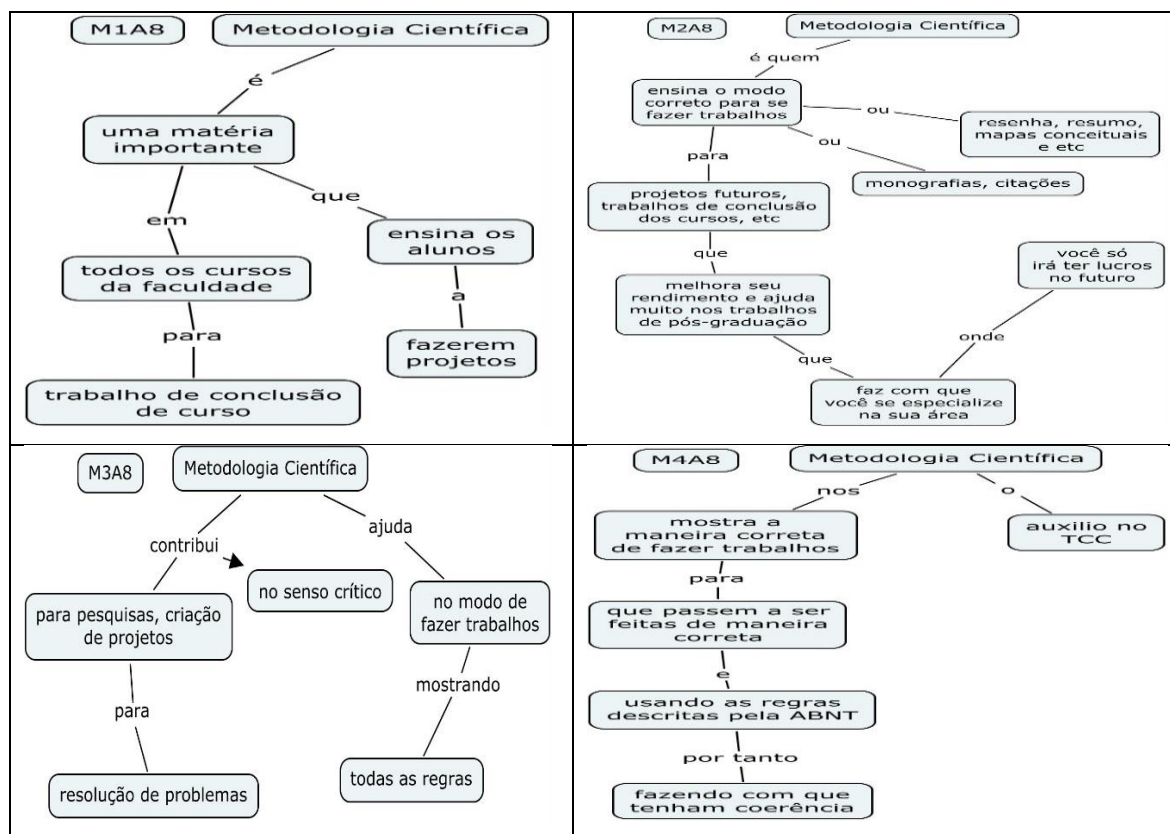 M1A8
Metodologia Científica
é
uma matéria
importante
que
em
ensina os
alunos
todos os cursos
da faculdade
a
para
fazerem
projetos
trabalho de conclusão
de curso
M2A8
Metodologia Científica
é quem
ensina o modo
correto para se
fazer trabalhos
ou
resenha, resumo,
mapas conceituais
e etc
ou
para
monografias, citações
projetos futuros,
trabalhos de conclusão
dos cursos, etc
que
você só
irá ter lucros
no futuro
melhora seu
rendimento e ajuda
muito nos trabalhos
de pós-graduação
onde
que
faz com que
você se especialize
na sua área
M3A8
Metodologia Científica
ajuda
contribui
no senso crítico
para pesquisas, criação
de projetos
no modo de
fazer trabalhos
mostrando
para
todas as regras
resolução de problemas
M4A8
Metodologia Científica
nos
o
mostra a
maneira correta
de fazer trabalhos
auxilio no
TCC
para
que passem a ser
feitas de maneira
correta
e
usando as regras
descritas pela ABNT
por tanto
fazendo com que
tenham coerência